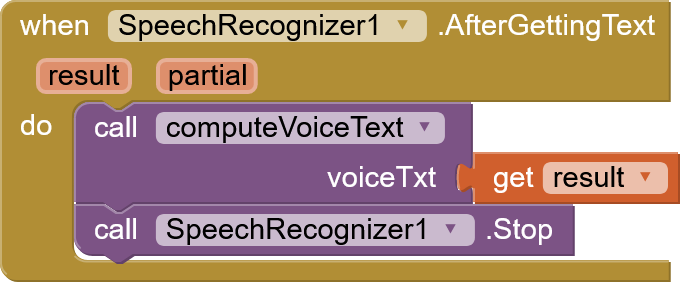 when SpeechRecognizer1 .AfterGettingText
result partial
do call computeVoiceText
voiceTxt get result
call SpeechRecognizer1 .Stop